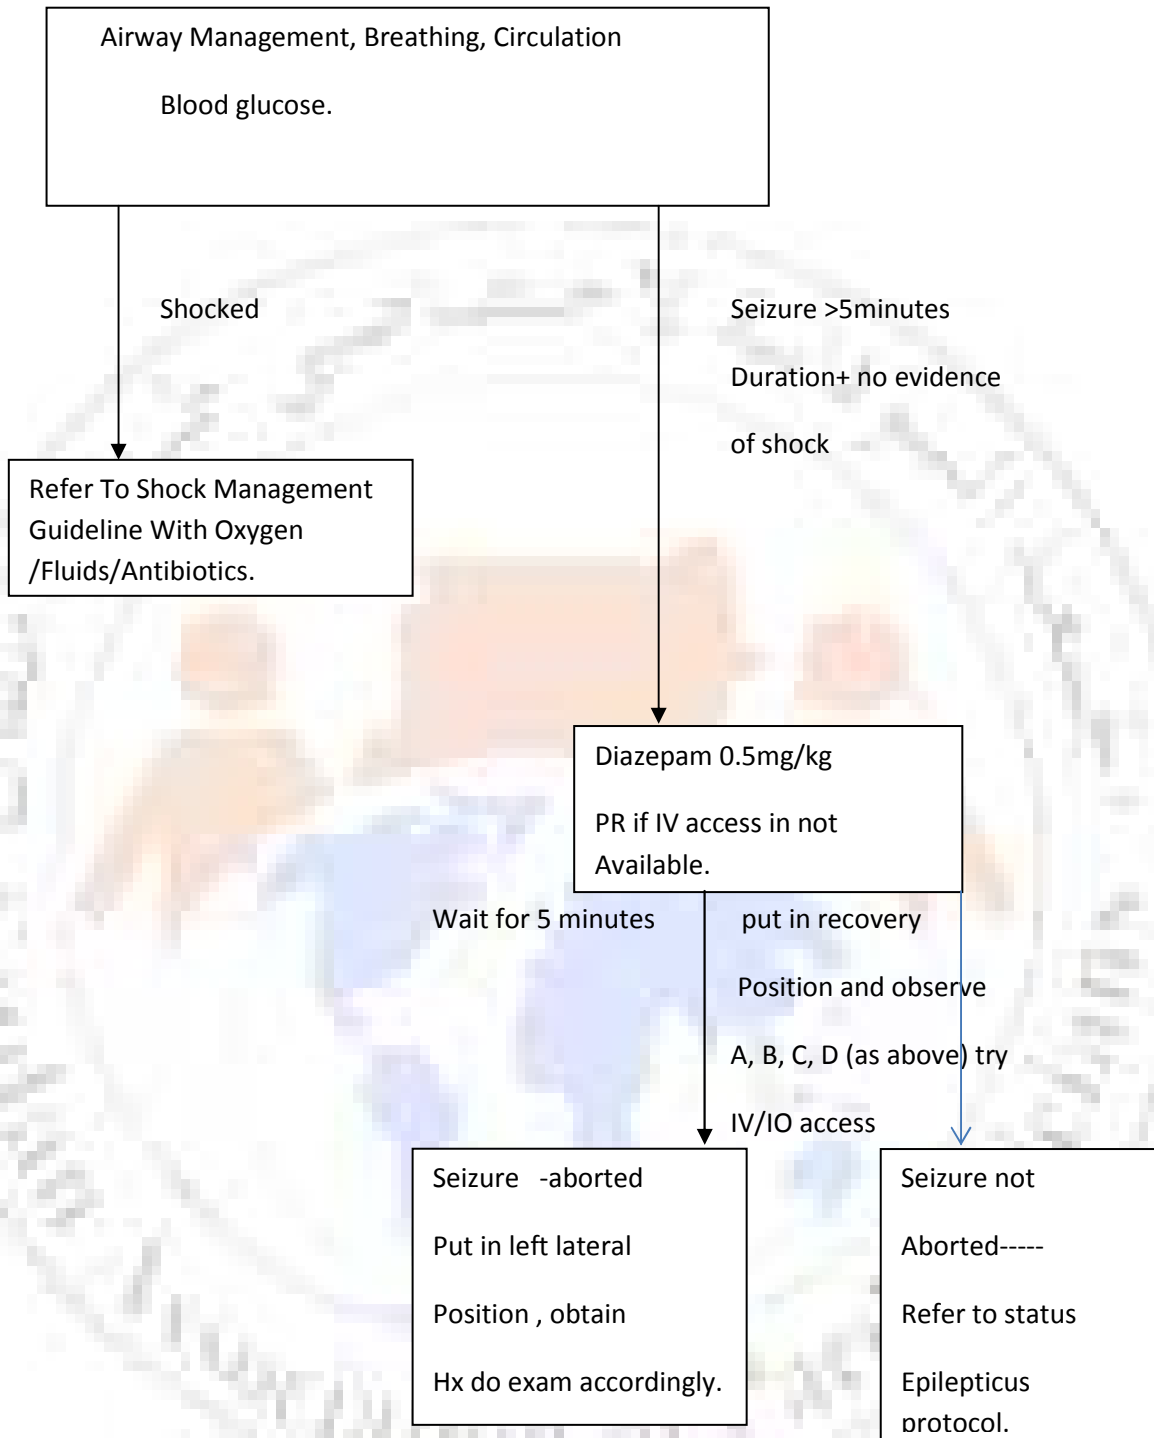 Airway Management, Breathing, Circulation
Blood glucose.
Shocked
Seizure >5minutes
Duration+ no evidence
of shock
Refer To Shock Management
Guideline With Oxygen
/Fluids/Antibiotics.
Diazepam 0.5mg/kg
PR if IV access in not
Available.
Wait for 5 minutes
put in recovery
Position and observe
A, B, C, D (as above) try
IV/IO access
Seizure -aborted
Put in left lateral
Position , obtain
Hx do exam accordingly.
Seizure not
Aborted-----
Refer to status
Epilepticus
protocol.